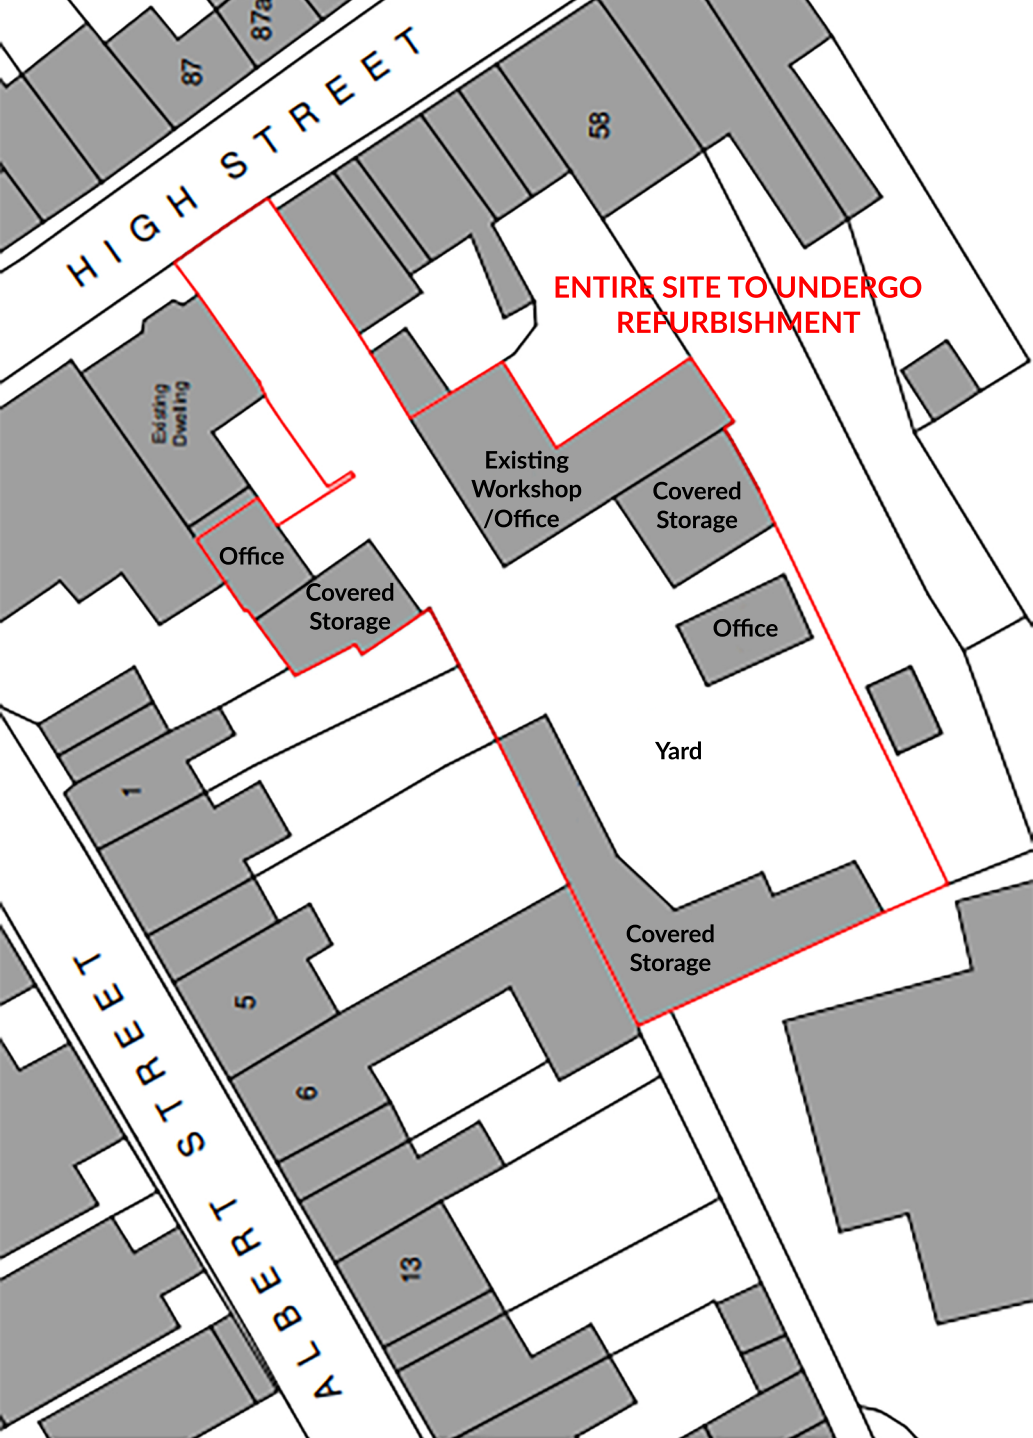 87a
87
HIGH STREET
58
ENTIRE SITE TO UNDERGO
REFURBISHMENT
Existing
Dwelling
Existing
Workshop
/Office
Covered
Storage
Office
Covered
Storage
Office
Yard
1
Covered
Storage
5
6
ALBERT STREET
13